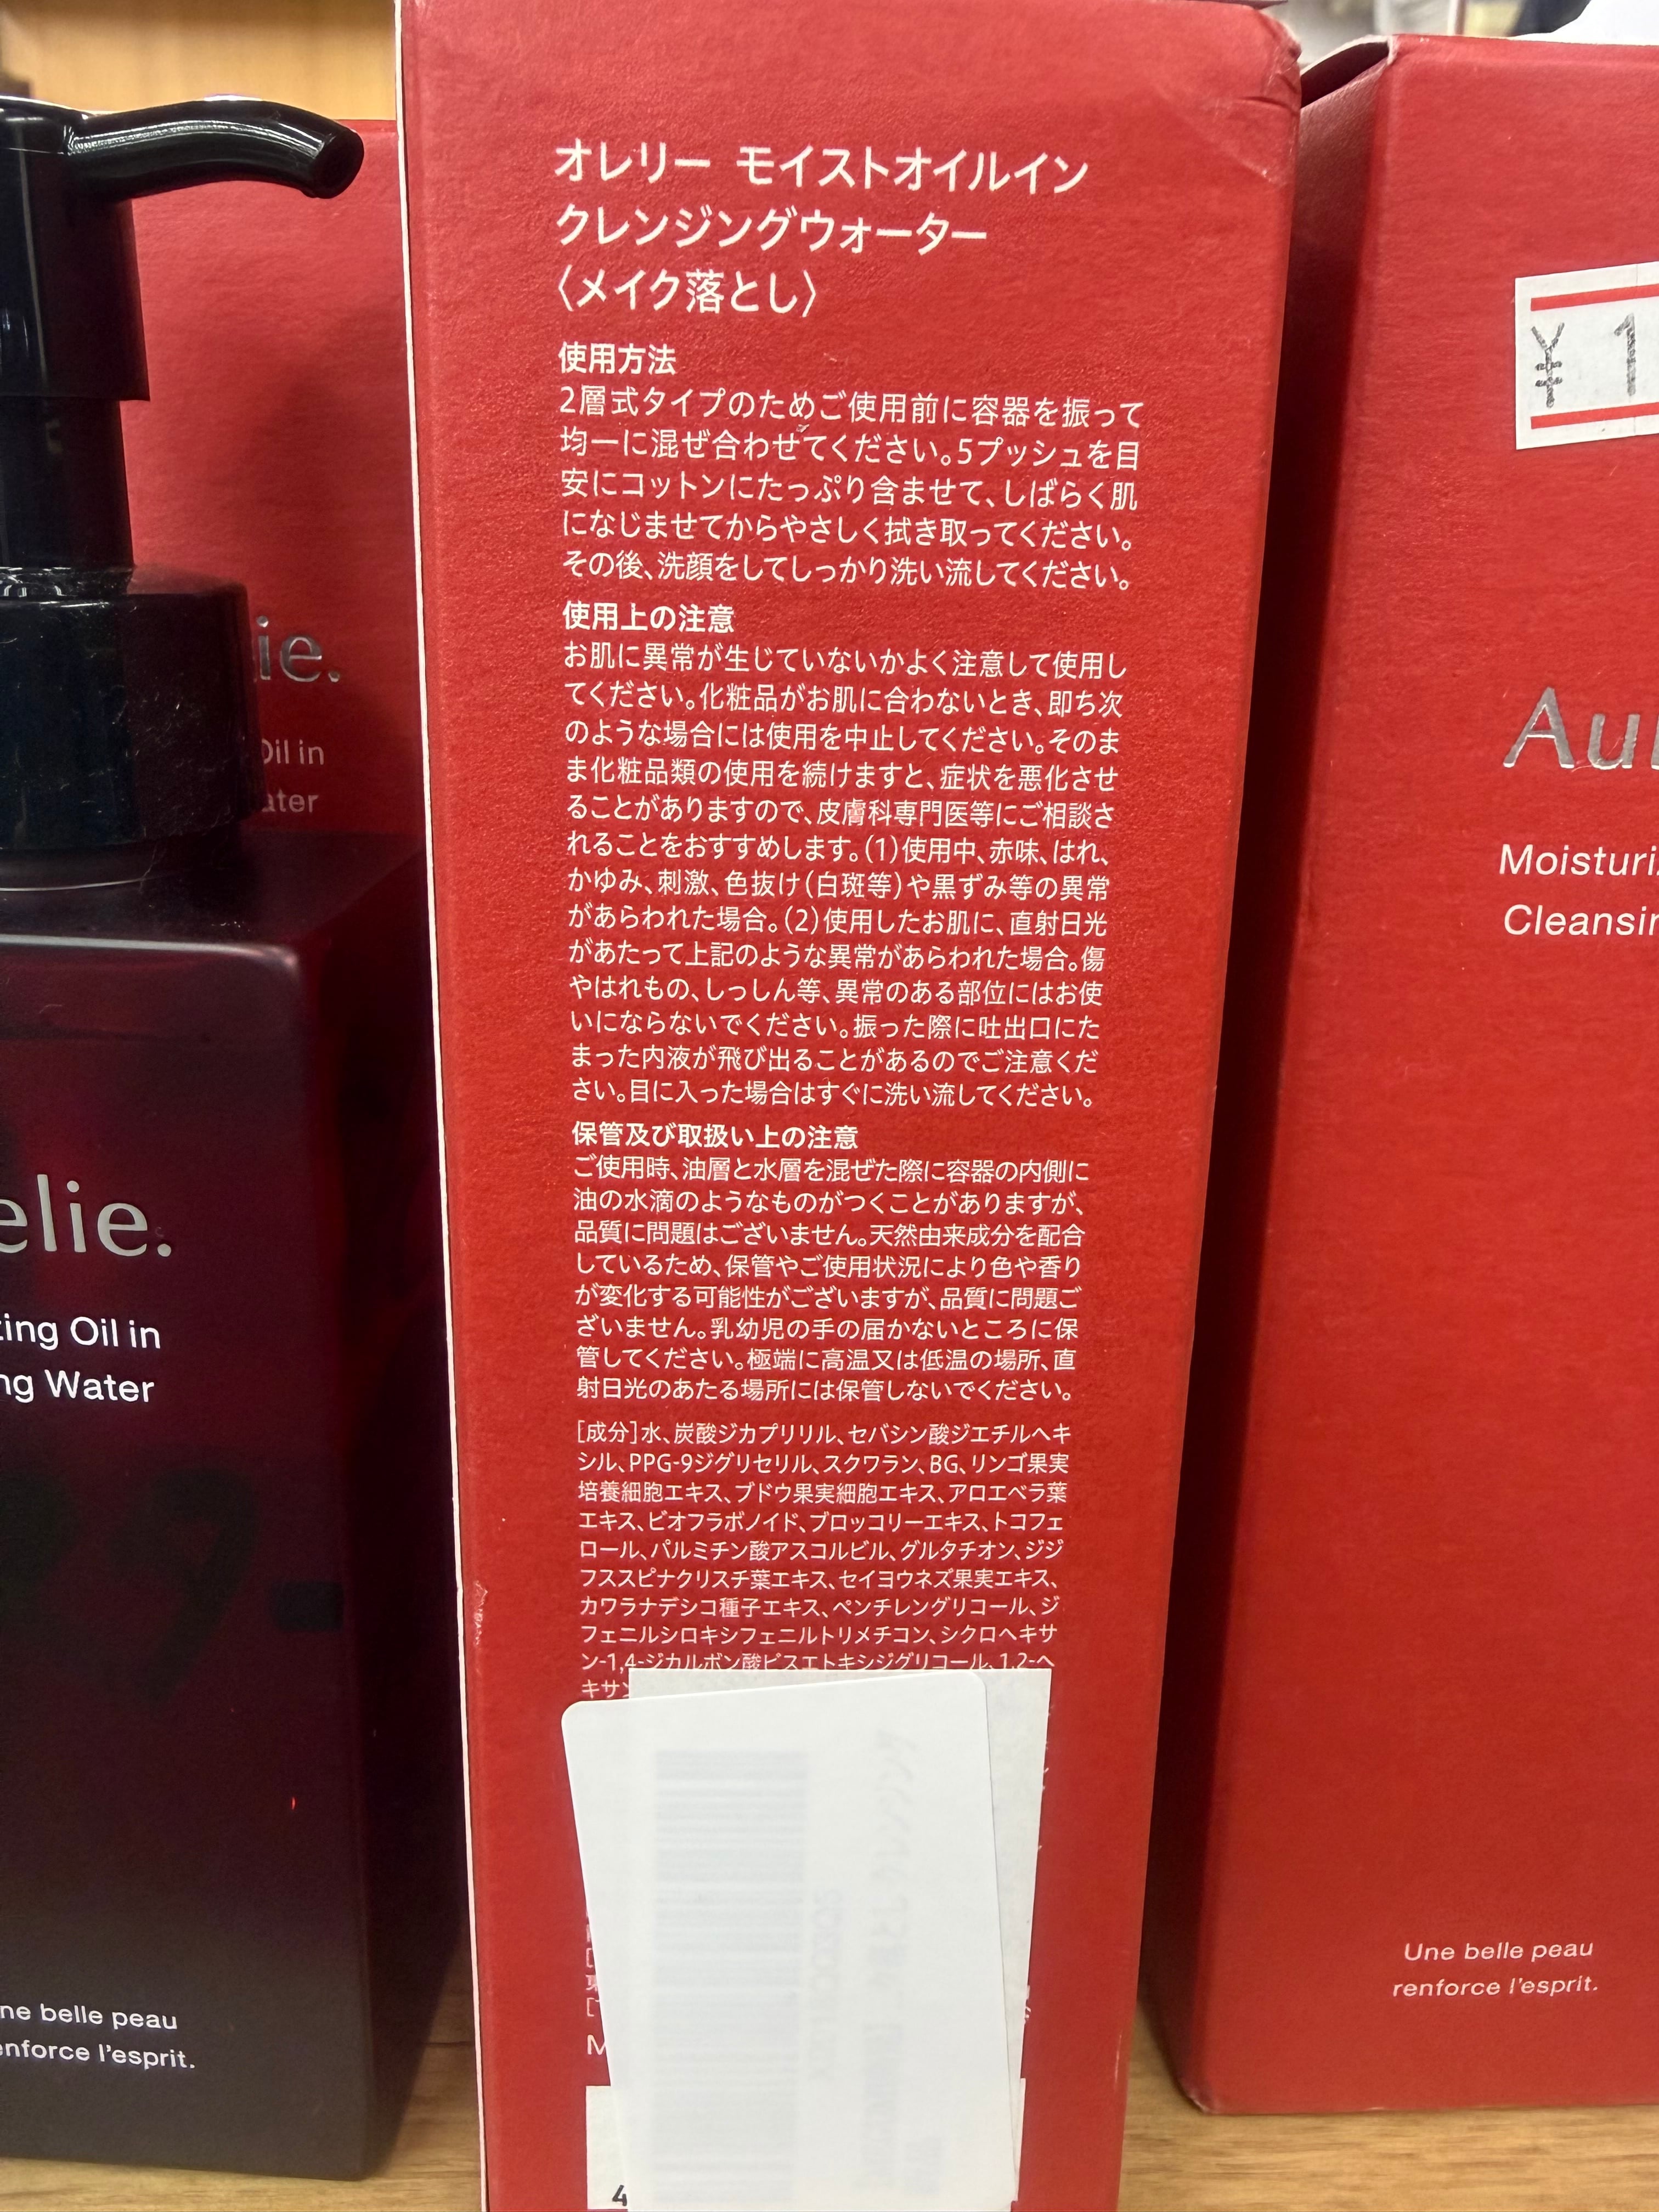 オレリー モイストオイルイン
クレンジングウォーター
〈メイク落とし〉
使用方法
2層式タイプのためご使用前に容器を振って
均一に混ぜ合わせてください。5プッシュを目
安にコットンにたっぷり含ませて、しばらく肌
になじませてからやさしく拭き取ってください。
その後、洗顔をしてしっかり洗い流してください。
使用上の注意
お肌に異常が生じていないかよく注意して使用し
てください。化粧品がお肌に合わないとき、即ち次
のような場合には使用を中止してください。そのま
ま化粧品類の使用を続けますと、症状を悪化させ
ることがありますので、皮膚科専門医等にご相談さ
れることをおすすめします。(1)使用中、赤味、はれ、
かゆみ、刺激、色抜け(白斑等)や黒ずみ等の異常
があらわれた場合。(2)使用したお肌に、直射日光
があたって上記のような異常があらわれた場合。傷
やはれもの、しっしん等、異常のある部位にはお使
いにならないでください。振った際に吐出口にた
まった内液が飛び出ることがあるのでご注意くだ
さい。目に入った場合はすぐに洗い流してください。
保管及び取扱い上の注意
ご使用時、油層と水層を混ぜた際に容器の内側に
油の水滴のようなものがつくことがありますが、
品質に問題はございません。天然由来成分を配合
しているため、保管やご使用状況により色や香り
が変化する可能性がございますが、品質に問題ご
ざいません。乳幼児の手の届かないところに保
管してください。極端に高温又は低温の場所、直
射日光のあたる場所には保管しないでください。
[成分]水、炭酸ジカプリリル、セバシン酸ジエチルヘキ
シル、PPG-9ジグリセリル、スクワラン、BG、リンゴ果実
培養細胞エキス、ブドウ果実細胞エキス、アロエベラ葉
エキス、ビオフラボノイド、ブロッコリーエキス、トコフェ
ロール、パルミチン酸アスコルビル、グルタチオン、ジジ
フススピナクリスチ葉エキス、セイヨウネズ果実エキス、
カワラナデシコ種子エキス、ペンチレングリコール、ジ
フェニルシロキシフェニルトリメチコン、シクロヘキサ
ン-1,4-ジカルボン酸ビスエトキシジグリコール、1,2-ヘ
キサン
4
ie.
Oil in
ater
elie.
ing Oil in
ng Water
ne belle peau
enforce l'esprit.
¥ 1
Au
Moisturi
Cleansin
Une belle peau
renforce l'esprit.